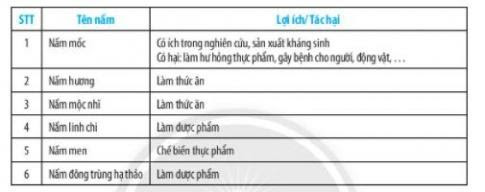 STT Tên nấm Lợi ích/ Tác hại
1 Nấm mốc Có ích trong nghiên cứu, sản xuất kháng sinh
Có hại: làm hư hỏng thực phẩm, gây bệnh cho người, động vật, …
2 Nấm hương Làm thức ăn
3 Nấm mộc nhĩ Làm thức ăn
4 Nấm linh chi Làm dược phẩm
5 Nấm men Chế biến thực phẩm
6 Nấm đông trùng hạ thảo Làm dược phẩm